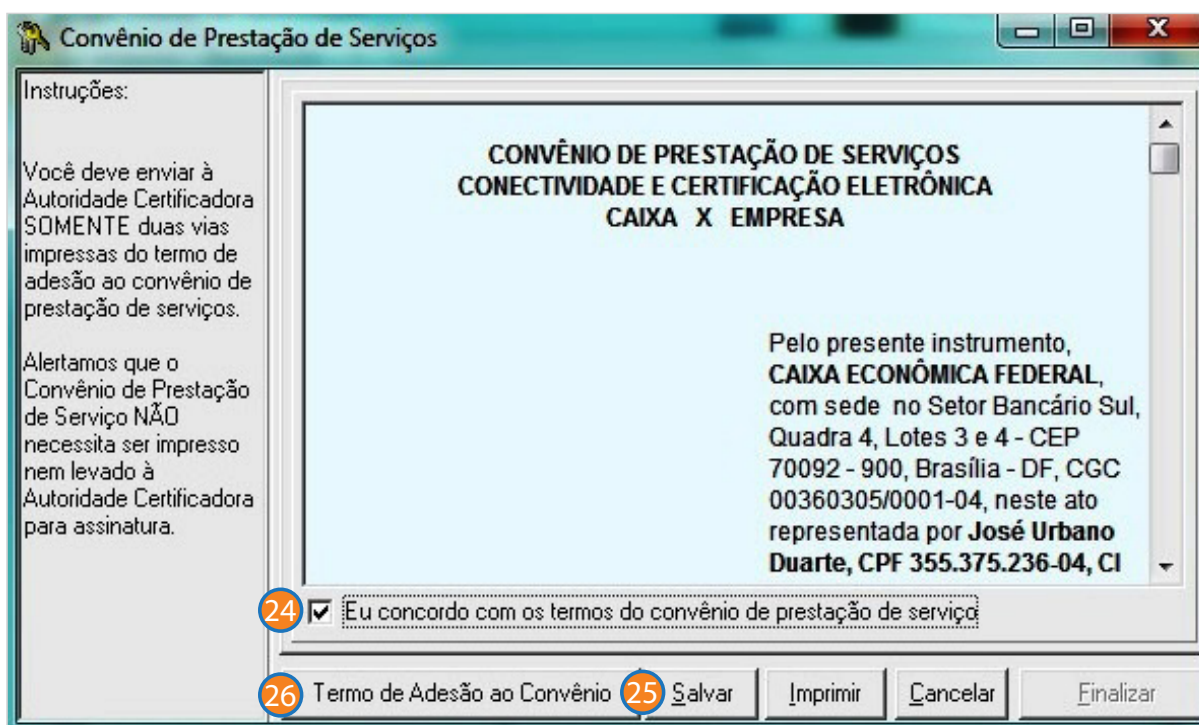 Convênio de Prestação de Serviços
X
Instruções:
Você deve enviar à
Autoridade Certificadora
SOMENTE duas vias
impressas do termo de
adesão ao convênio de
prestação de serviços.
Alertamos que o
Convênio de Prestação
de Serviço NÃO
necessita ser impresso
nem levado à
Autoridade Certificadora
para assinatura.
CONVÊNIO DE PRESTAÇÃO DE SERVIÇOS
CONECTIVIDADE E CERTIFICAÇÃO ELETRÔNICA
CAIXA X EMPRESA
Pelo presente instrumento,
CAIXA ECONÔMICA FEDERAL,
com sede no Setor Bancário Sul,
Quadra 4, Lotes 3 e 4 - CEP
70092 - 900, Brasília - DF, CGC
00360305/0001-04, neste ato
representada por José Urbano
Duarte, CPF 355.375.236-04, CI
24 Eu concordo com os termos do convênio de prestação de serviço
26 Termo de Adesão ao Convênio 25 Salvar Imprimir Cancelar Finalizar